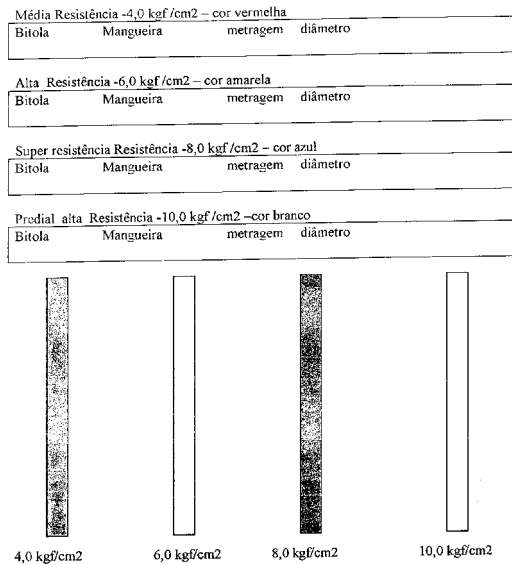 Média Resistência -4,0 kgf /cm2 – cor vermelha
Bitola Mangueira metragem diâmetro
Alta Resistência -6,0 kgf /cm2 – cor amarela
Bitola Mangueira metragem diâmetro
Super resistência Resistência -8,0 kgf /cm2 – cor azul
Bitola Mangueira metragem diâmetro
Predial alta Resistência -10,0 kgf /cm2 –cor branco
Bitola Mangueira metragem diâmetro
4,0 kgf/cm2 6,0 kgf/cm2 8,0 kgf/cm2 10,0 kgf/cm2